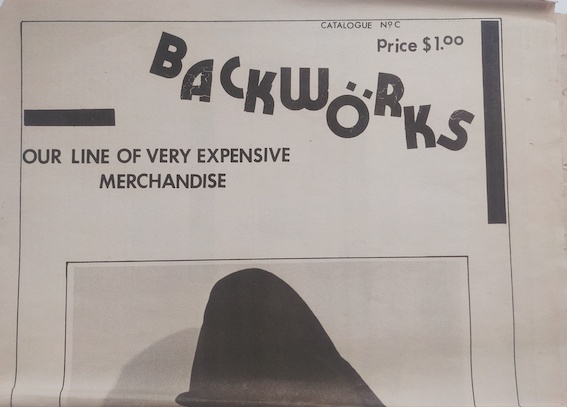 CATALOGUE Nº C
Price $1.00
BACKWÖRKS
OUR LINE OF VERY EXPENSIVE
MERCHANDISE